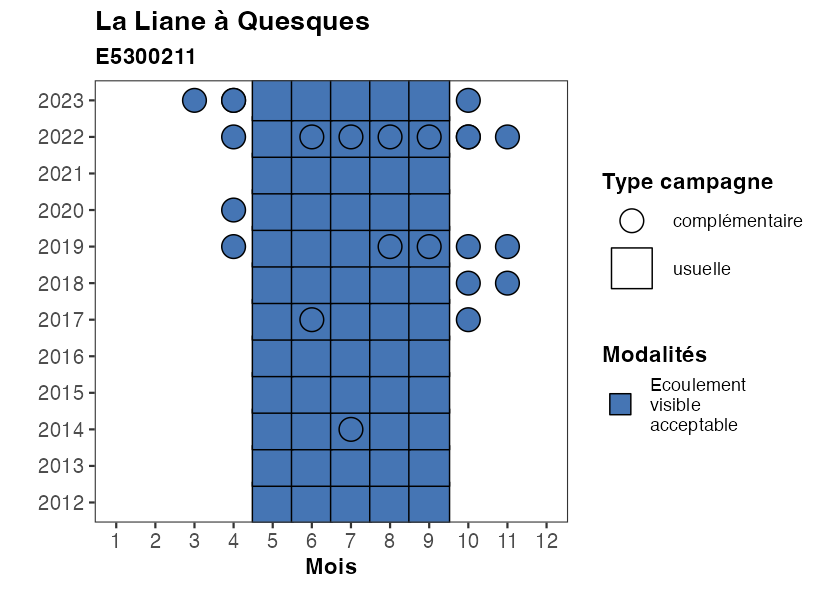 La Liane à Quesques
E5300211
2023
2022
2021
2020
2019
2018
2017
2016
2015
2014
2013
2012
1 2 3 4 5 6 7 8 9 10 11 12
Mois
Type campagne
complémentaire
usuelle
Modalités
Ecoulement
visible
acceptable